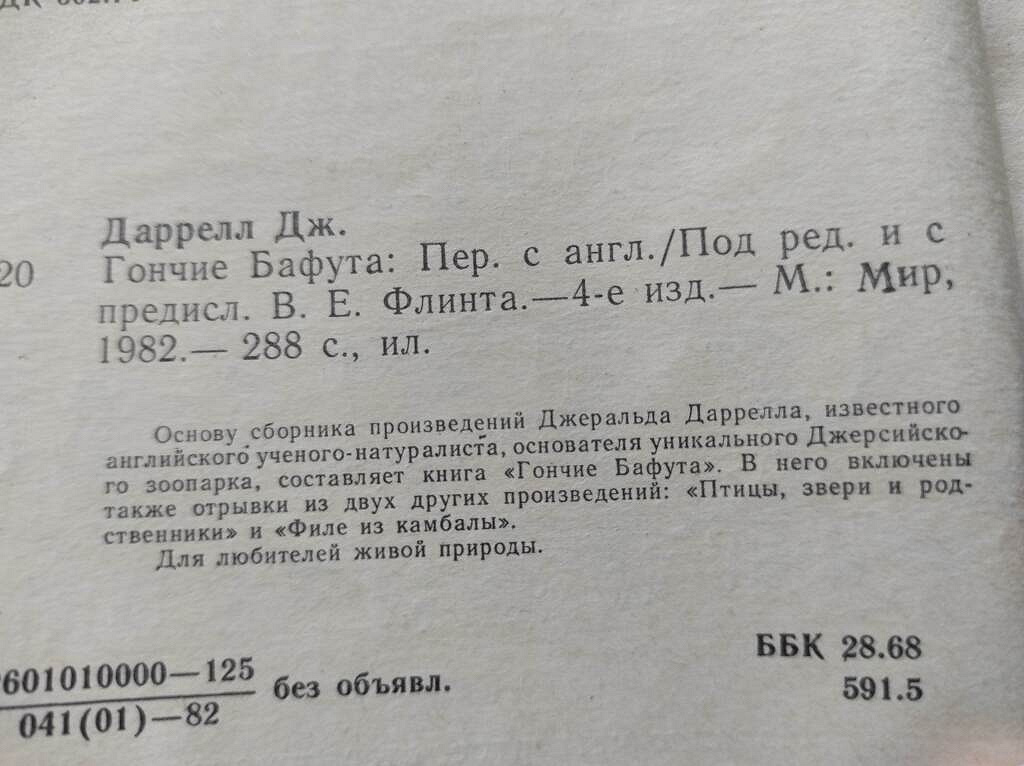 Даррелл Дж.
20 Гончие Бафута: Пер. с англ./Под ред. и с
предисл. В. Е. Флинта.—4-е изд.— М.: Мир,
1982.— 288 с., ил.
Основу сборника произведений Джеральда Даррелла, известного
английского ученого-натуралиста, основателя уникального Джерсийско-
го зоопарка, составляет книга «Гончие Бафута». В него включены
также отрывки из двух других произведений: «Птицы, звери и род-
ственники» и «Филе из камбалы».
Для любителей живой природы.
601010000—125
041(01)—82
без объявл.
ББК 28.68
591.5